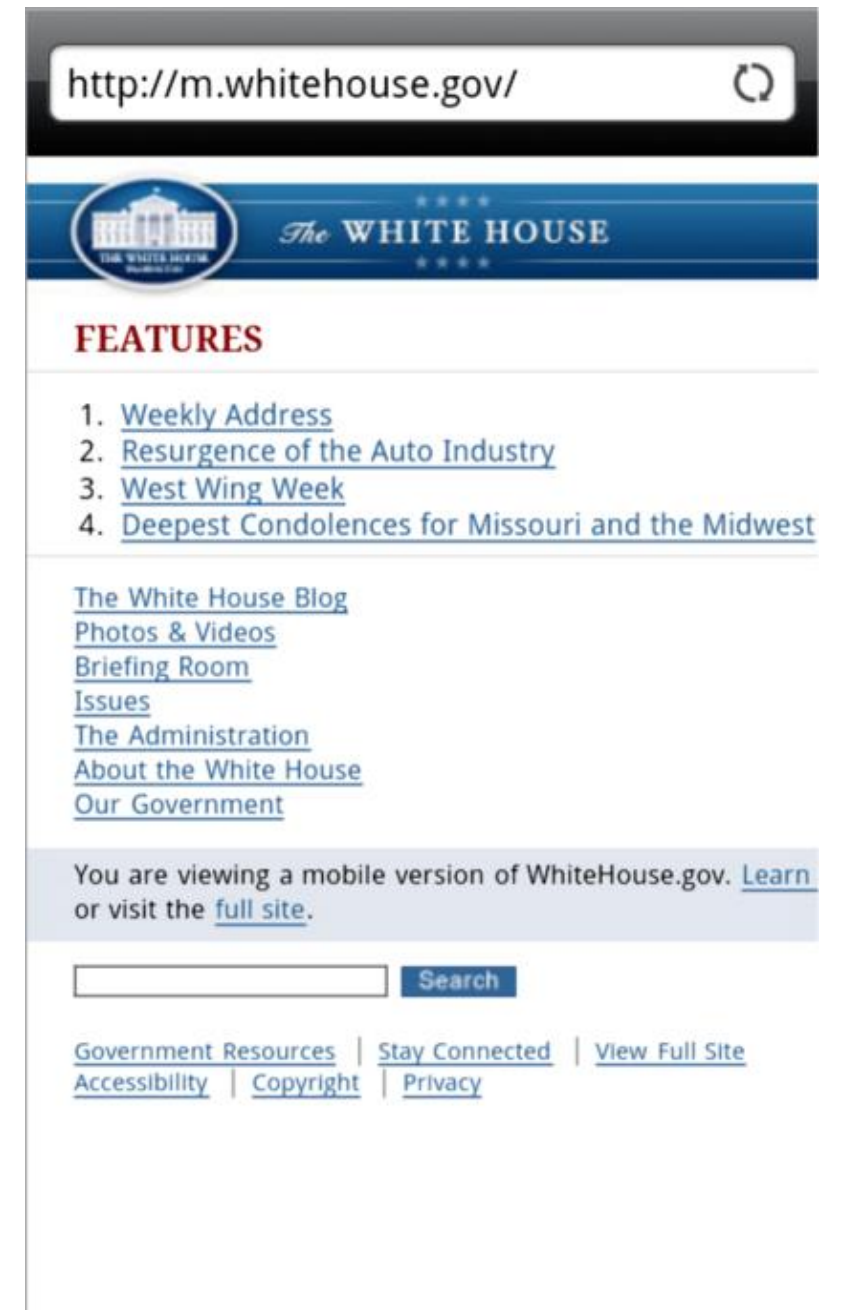 http://m.whitehouse.gov/
The WHITE HOUSE
THE WHITE HOUSE
FEATURES
1. Weekly Address
2. Resurgence of the Auto Industry
3. West Wing Week
4. Deepest Condolences for Missouri and the Midwest
The White House Blog
Photos & Videos
Briefing Room
Issues
The Administration
About the White House
Our Government
You are viewing a mobile version of WhiteHouse.gov. Learn
or visit the full site.
Search
Government Resources | Stay Connected | View Full Site
Accessibility | Copyright | Privacy